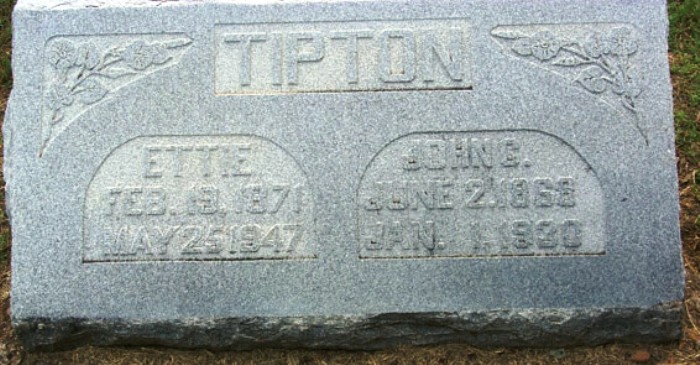 TIPTON
ETTIE
FEB. 19, 1871
MAY 25 1947
JOHN C.
JUNE 2, 1868
JAN. 1, 1930